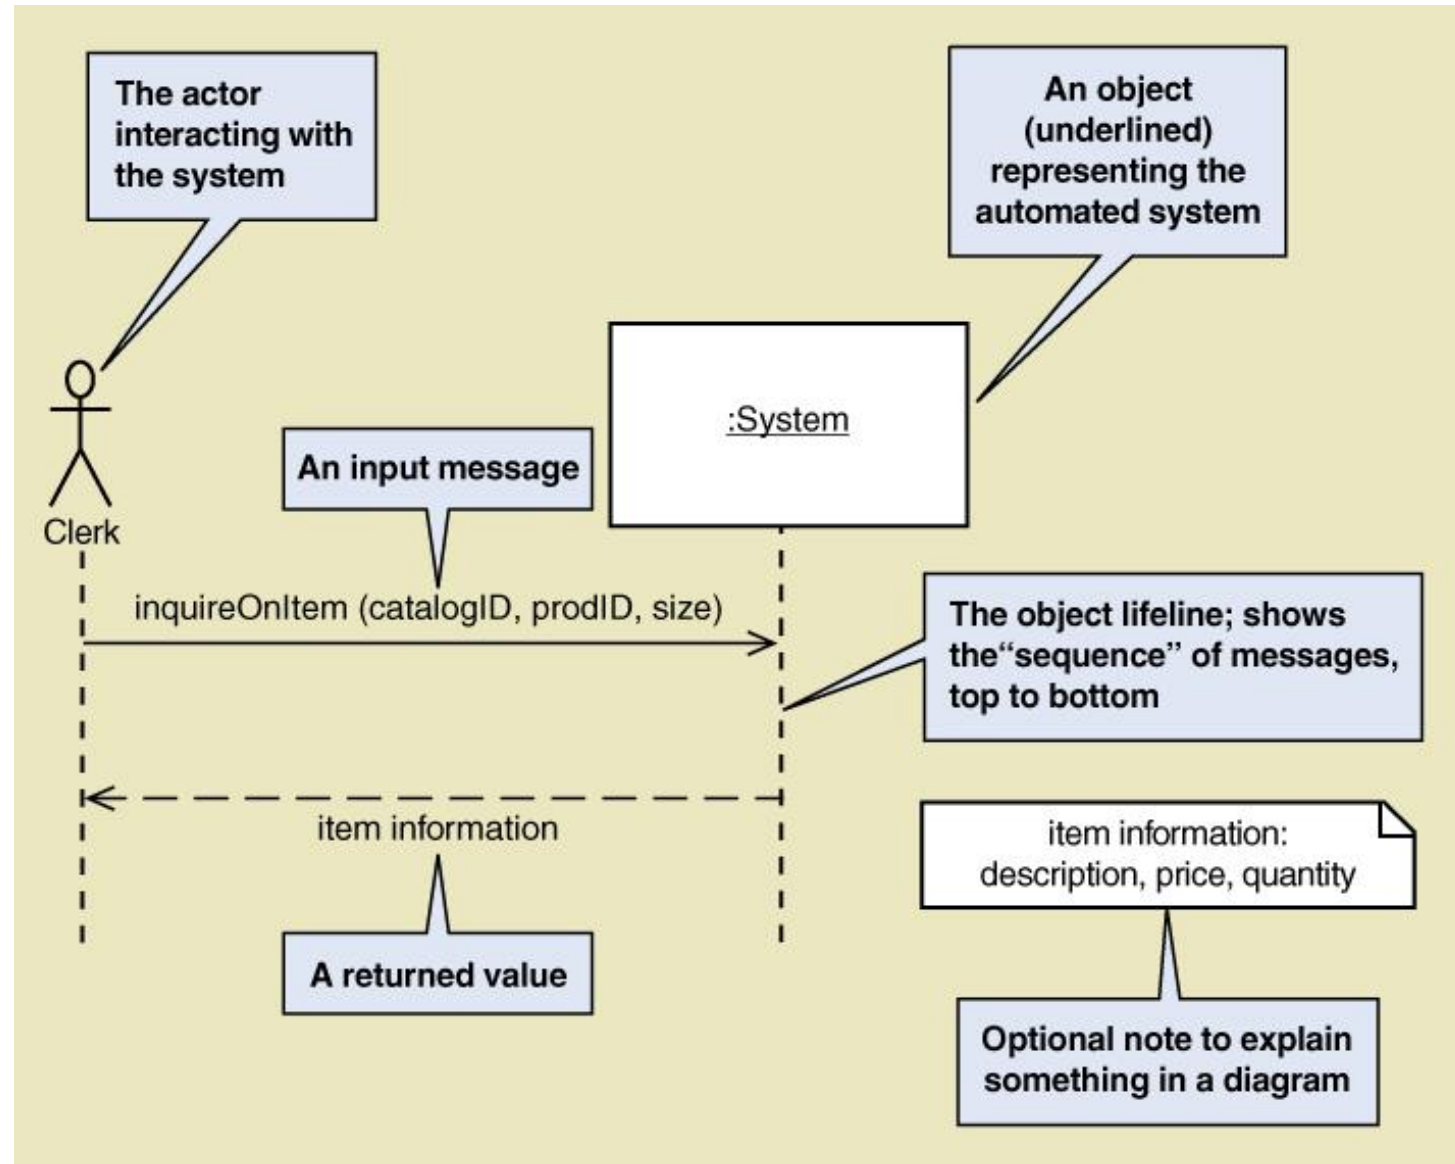 The actor
interacting with
the system
An object
(underlined)
representing the
automated system
:System
An input message
Clerk
inquireOnItem (catalogID, prodID, size)
The object lifeline; shows
the“sequence” of messages,
top to bottom
item information
item information:
description, price, quantity
A returned value
Optional note to explain
something in a diagram